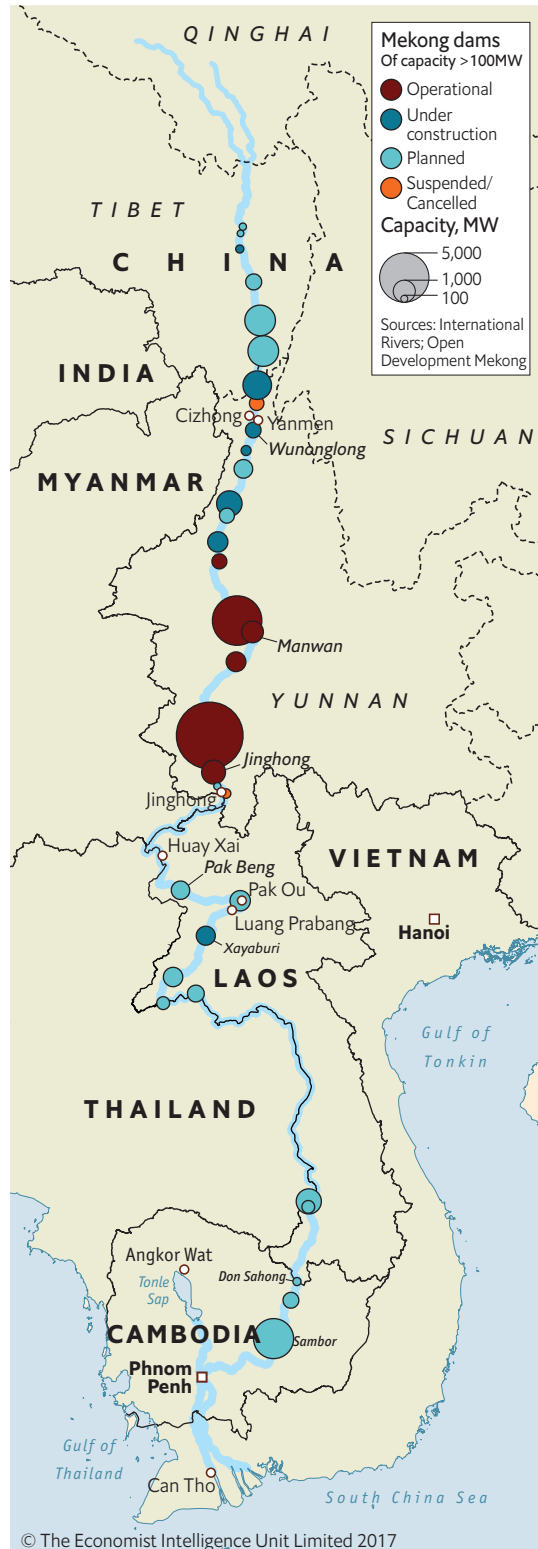 QINGHAI
Mekong dams
Of capacity >100MW
Operational
Under
construction
Planned
Suspended/
Cancelled
Capacity, MW
5,000
1,000
100
Sources: International
Rivers; Open
Development Mekong
TIBET
CHINA
INDIA
Cizhong
Yanmen
Wunonglong
SICHUAN
MYANMAR
Manwan
YUNNAN
Jinghong
Jinghong
Huay Xai
Pak Beng
VIETNAM
Pak Ou
Luang Prabang
Hanoi
Xayaburi
LAOS
Gulf of
Tonkin
THAILAND
Angkor Wat
Tonle
Sap
Don Sahong
CAMBODIA
Sambor
Phnom
Penh
Gulf of
Thailand
Can Tho
South China Sea
© The Economist Intelligence Unit Limited 2017